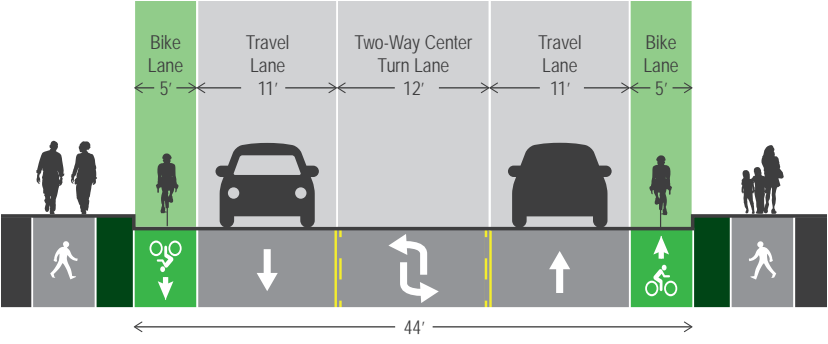 Bike
Lane
5′
Travel
Lane
11′
Two-Way Center
Turn Lane
12′
Travel
Lane
11′
Bike
Lane
5′
44′